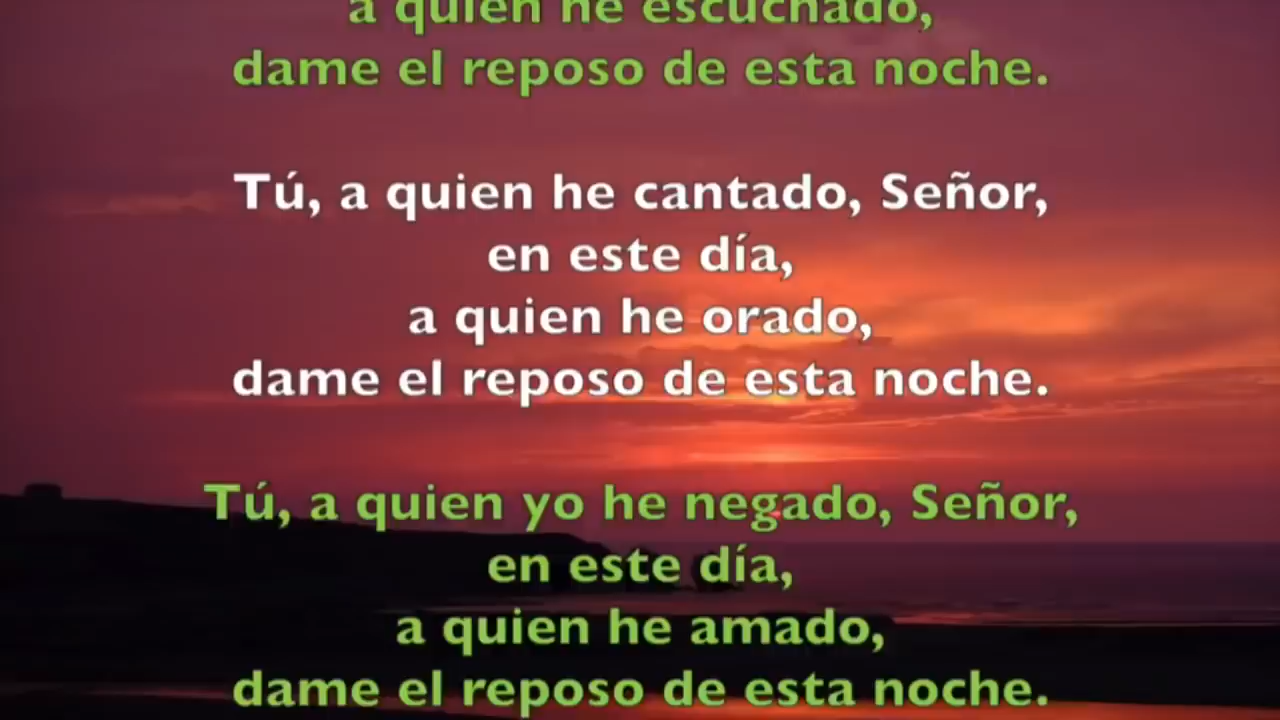 a quien he escuchado,
dame el reposo de esta noche.
Tú, a quien he cantado, Señor,
en este día,
a quien he orado,
dame el reposo de esta noche.
Tú, a quien yo he negado, Señor,
en este día,
a quien he amado,
dame el reposo de esta noche.